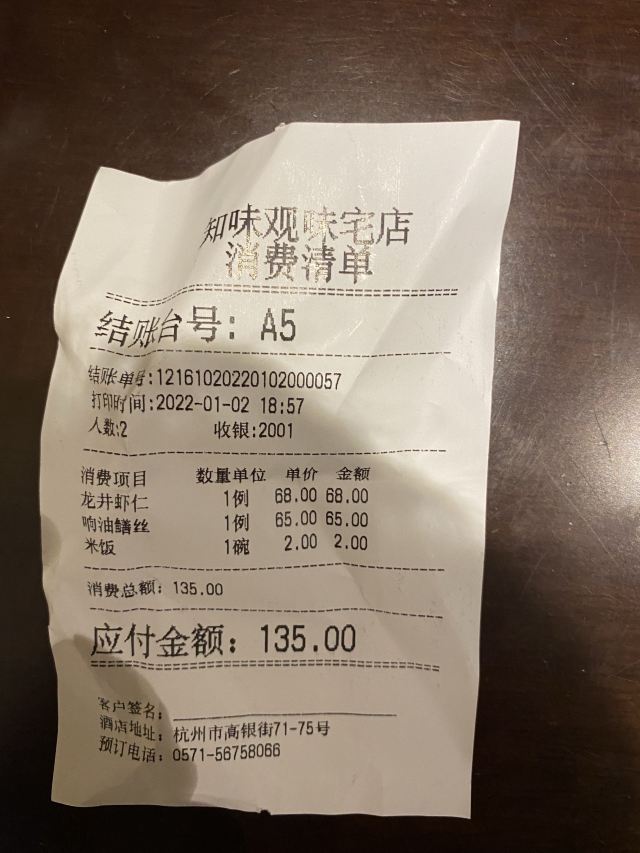 知味观味宅店
消费清单
结账台号: A5
结账单号:12161020220102000057
打印时间:2022-01-02 18:57
人数:2 收银:2001
消费项目 数量单位 单价 金额
龙井虾仁 1例 68.00 68.00
响油鳝丝 1例 65.00 65.00
米饭 1碗 2.00 2.00
消费总额: 135.00
应付金额: 135.00
客户签名:
酒店地址: 杭州市高银街71-75号
预订电话: 0571-56758066